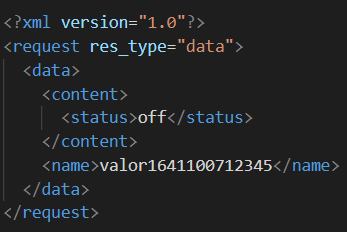 <?xml version="1.0"?>
<request res_type="data">
<data>
<content>
<status>off</status>
</content>
<name>valor1641100712345</name>
</data>
</request>